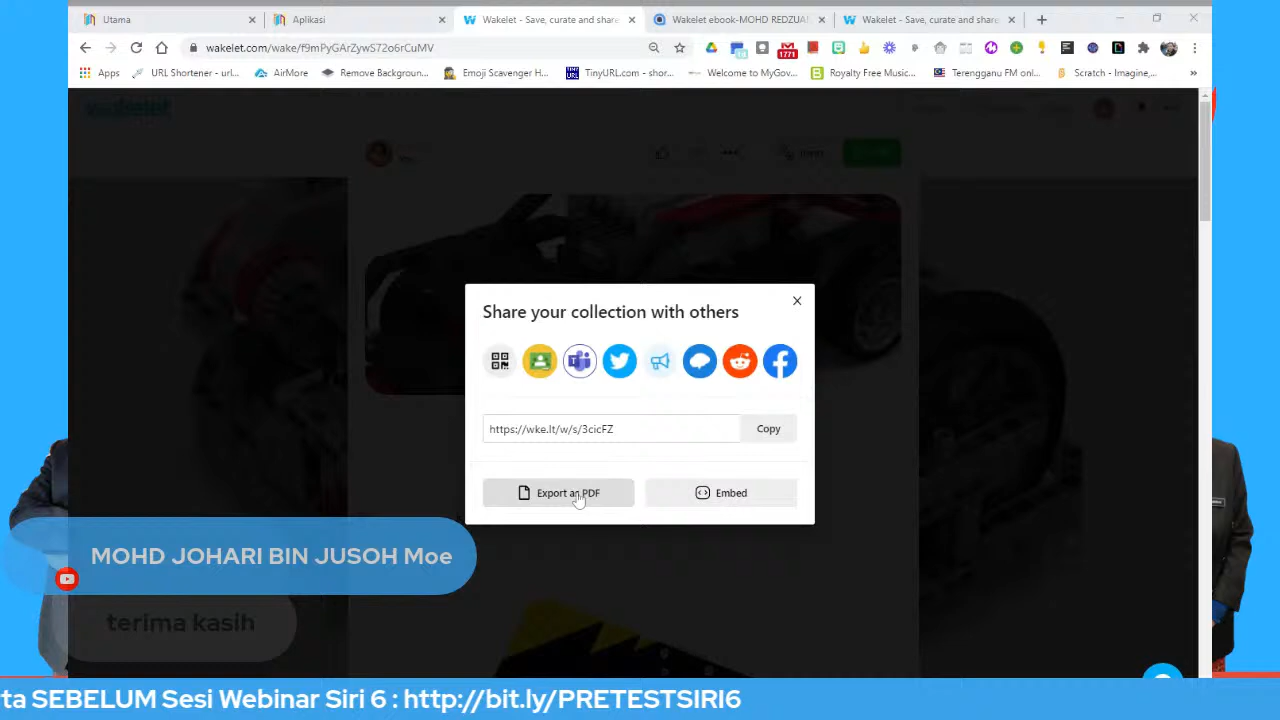 Utama
Aplikasi
Wakelet - Save, curate and share
Wakelet ebook-MOHD REDZUA
Wakelet - Save, curate and share
wakelet.com/wake/f9mPyGArZywS72o6rCuMV
1771
Apps
URL Shortener - url...
AirMore
Remove Backgroun...
Emoji Scavenger H...
TinyURL.com - shor...
Welcome to MyGov...
Royalty Free Music...
Terengganu FM onl...
Scratch - Imagine,...
Share your collection with others
https://wke.lt/w/s/3cicFZ
Copy
Export as PDF
Embed
MOHD JOHARI BIN JUSOH Moe
terima kasih
ta SEBELUM Sesi Webinar Siri 6 : http://bit.ly/PRETESTSIRI6